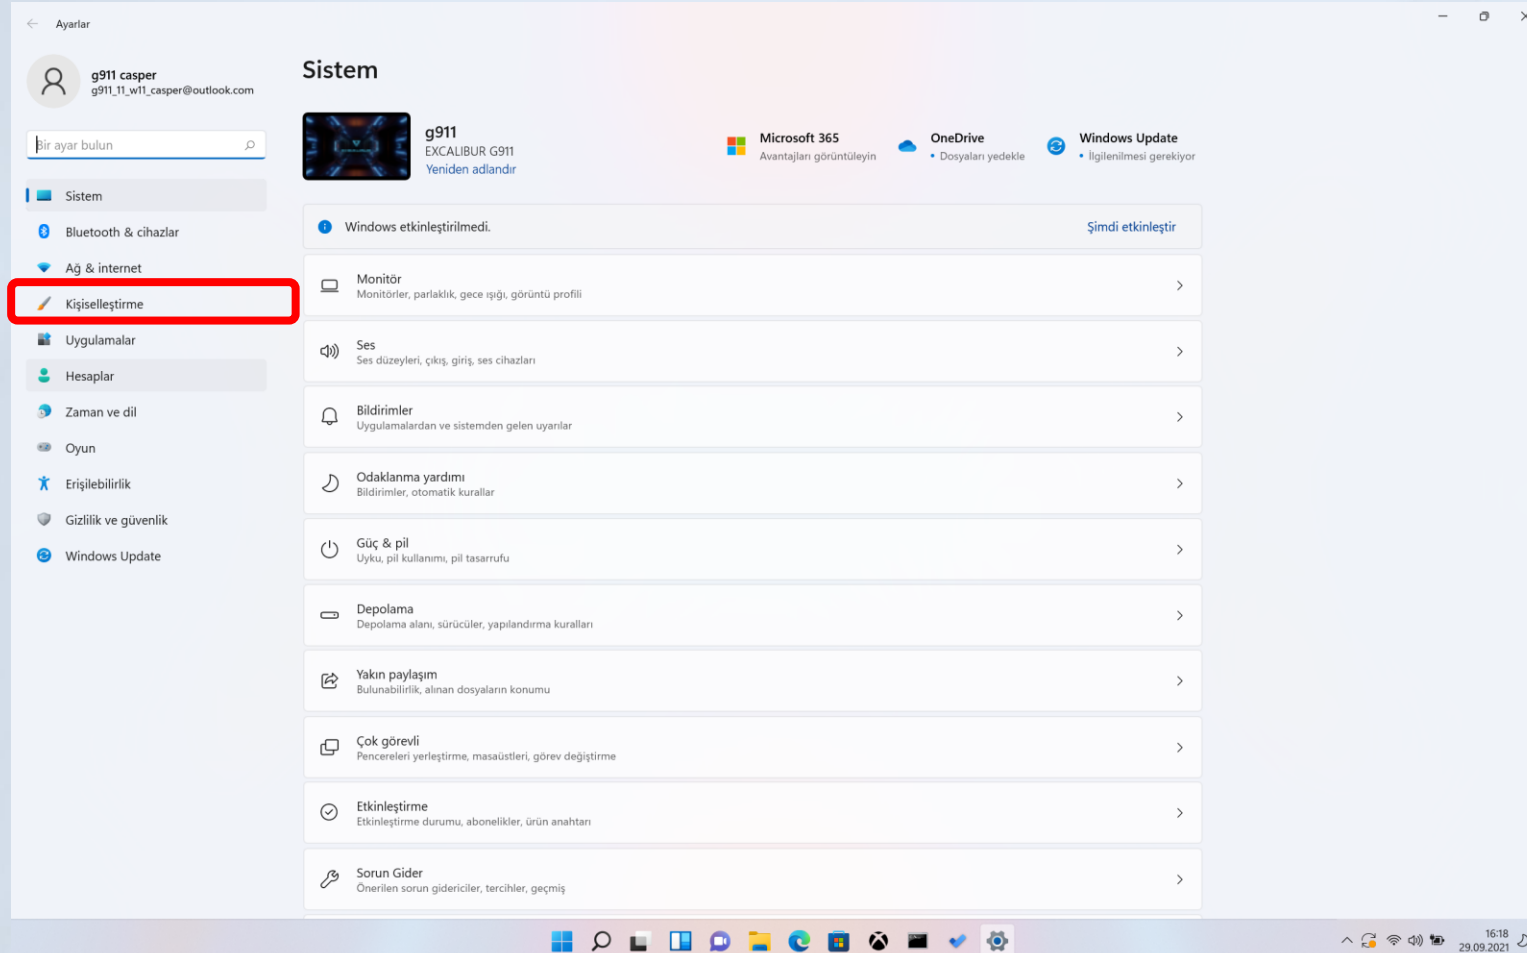 Ayarlar
g911 casper
g911_11_w11_casper@outlook.com
Bir ayar bulun
Sistem
Bluetooth & cihazlar
Ağ & internet
Kişiselleştirme
Uygulamalar
Hesaplar
Zaman ve dil
Oyun
Erişilebilirlik
Gizlilik ve güvenlik
Windows Update
Sistem
g911
EXCALIBUR G911
Yeniden adlandır
Microsoft 365
Avantajları görüntüleyin
OneDrive
• Dosyaları yedekle
Windows Update
• İlgilenilmesi gerekiyor
Windows etkinleştirilmedi.
Şimdi etkinleştir
Monitör
Monitörler, parlaklık, gece ışığı, görüntü profili
Ses
Ses düzeyleri, çıkış, giriş, ses cihazları
Bildirimler
Uygulamalardan ve sistemden gelen uyarılar
Odaklanma yardımı
Bildirimler, otomatik kurallar
Güç & pil
Uyku, pil kullanımı, pil tasarrufu
Depolama
Depolama alanı, sürücüler, yapılandırma kuralları
Yakın paylaşım
Bulunabilirlik, alınan dosyaların konumu
Çok görevli
Pencereleri yerleştirme, masaüstleri, görev değiştirme
Etkinleştirme
Etkinleştirme durumu, abonelikler, ürün anahtarı
Sorun Gider
Önerilen sorun gidericiler, tercihler, geçmiş
16:18
29.09.2021